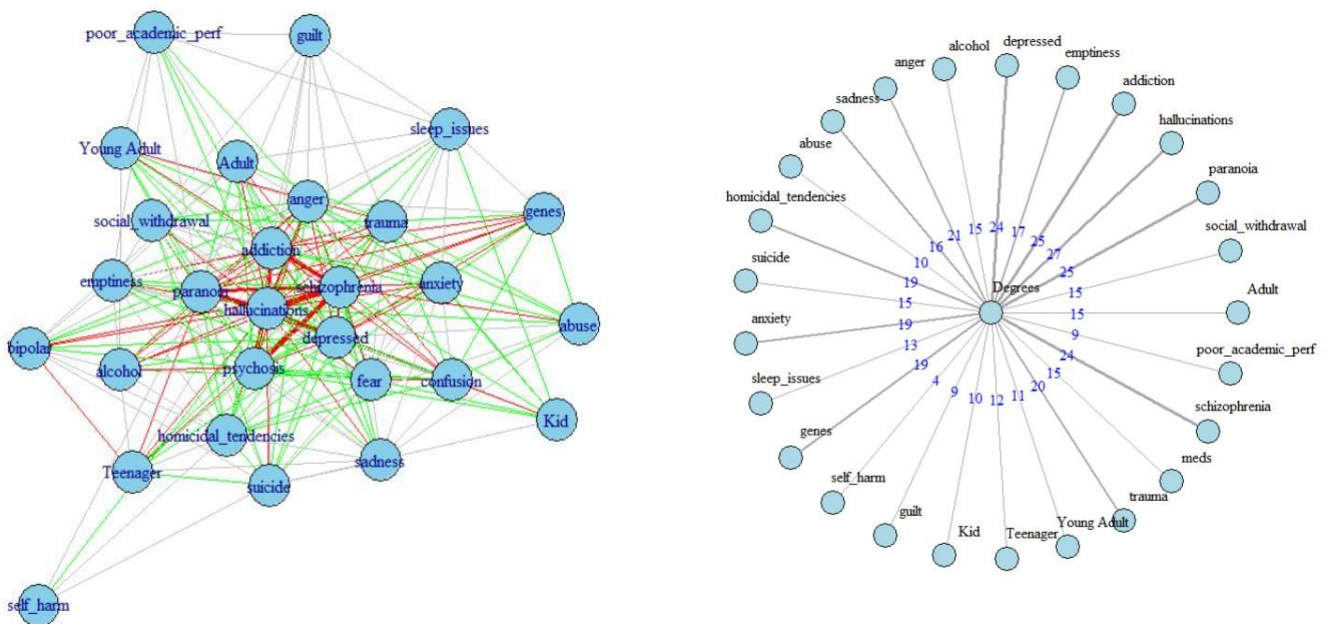 poor_academic_perf
guilt
sleep_issues
Young Adult
Adult
anger
trauma
genes
social_withdrawal
addiction
emptiness
paranoia
schizophrenia
anxiety
hallucinations
abuse
bipolar
depressed
alcohol
psychosis
fear
confusion
Kid
homicidal_tendencies
Teenager
sadness
suicide
self_harm
depressed
alcohol
emptiness
anger
addiction
sadness
hallucinations
abuse
paranoia
homicidal_tendencies
social_withdrawal
suicide
Degrees
Adult
anxiety
poor_academic_perf
sleep_issues
schizophrenia
genes
meds
self_harm
trauma
guilt
Kid
Teenager
Young Adult
24
15
17
21
25
16
27
10
25
19
15
15
15
19
9
13
24
19
15
4
20
9
11
10
12